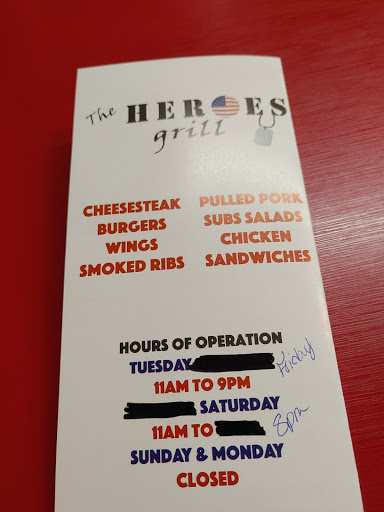 The HEROES
grill
CHEESESTEAK
BURGERS
WINGS
SMOKED RIBS
PULLED PORK
SUBS SALADS
CHICKEN
SANDWICHES
HOURS OF OPERATION
TUESDAY Friday
11AM TO 9PM
SATURDAY
11AM TO 8pm
SUNDAY & MONDAY
CLOSED